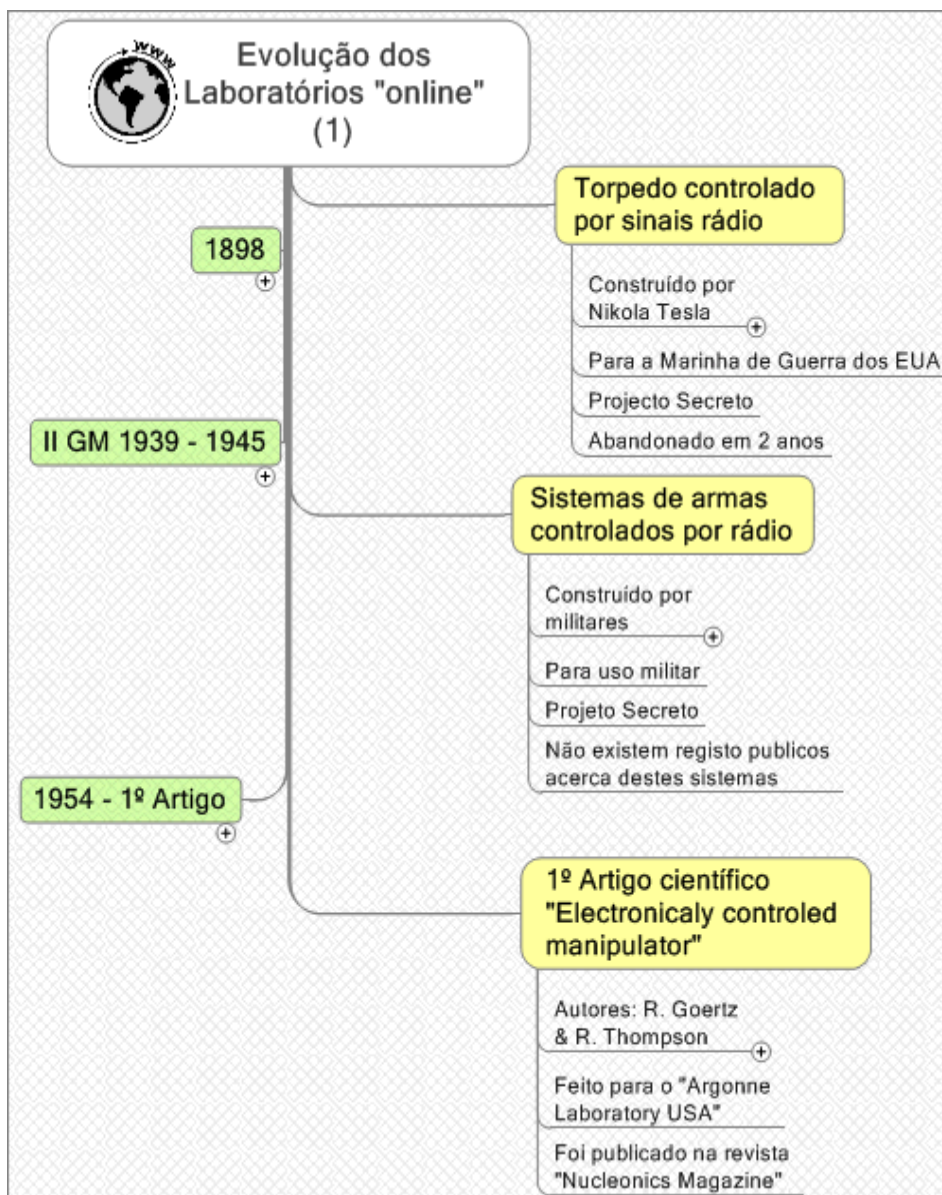 www
Evolução dos
Laboratórios "online"
(1)
1898
Torpedo controlado
por sinais rádio
Construído por
Nikola Tesla
Para a Marinha de Guerra dos EUA
Projecto Secreto
Abandonado em 2 anos
II GM 1939 - 1945
Sistemas de armas
controlados por rádio
Construído por
militares
Para uso militar
Projeto Secreto
Não existem registo publicos
acerca destes sistemas
1954 - 1º Artigo
1º Artigo científico
"Electronicaly controled
manipulator"
Autores: R. Goertz
& R. Thompson
Feito para o "Argonne
Laboratory USA"
Foi publicado na revista
"Nucleonics Magazine"